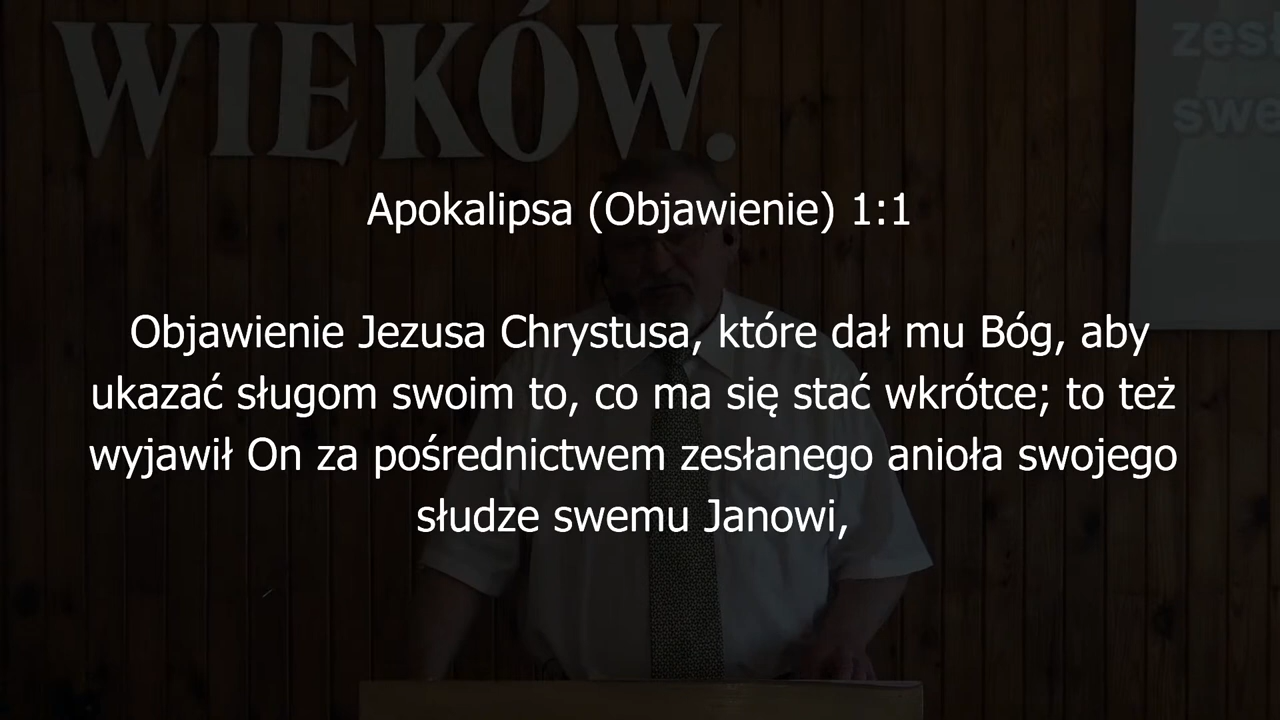 WIEKÓW.
Apokalipsa (Objawienie) 1:1
Objawienie Jezusa Chrystusa, które dał mu Bóg, aby
ukazać sługom swoim to, co ma się stać wkrótce; to też
wyjawił On za pośrednictwem zesłanego anioła swojego
słudze swemu Janowi,